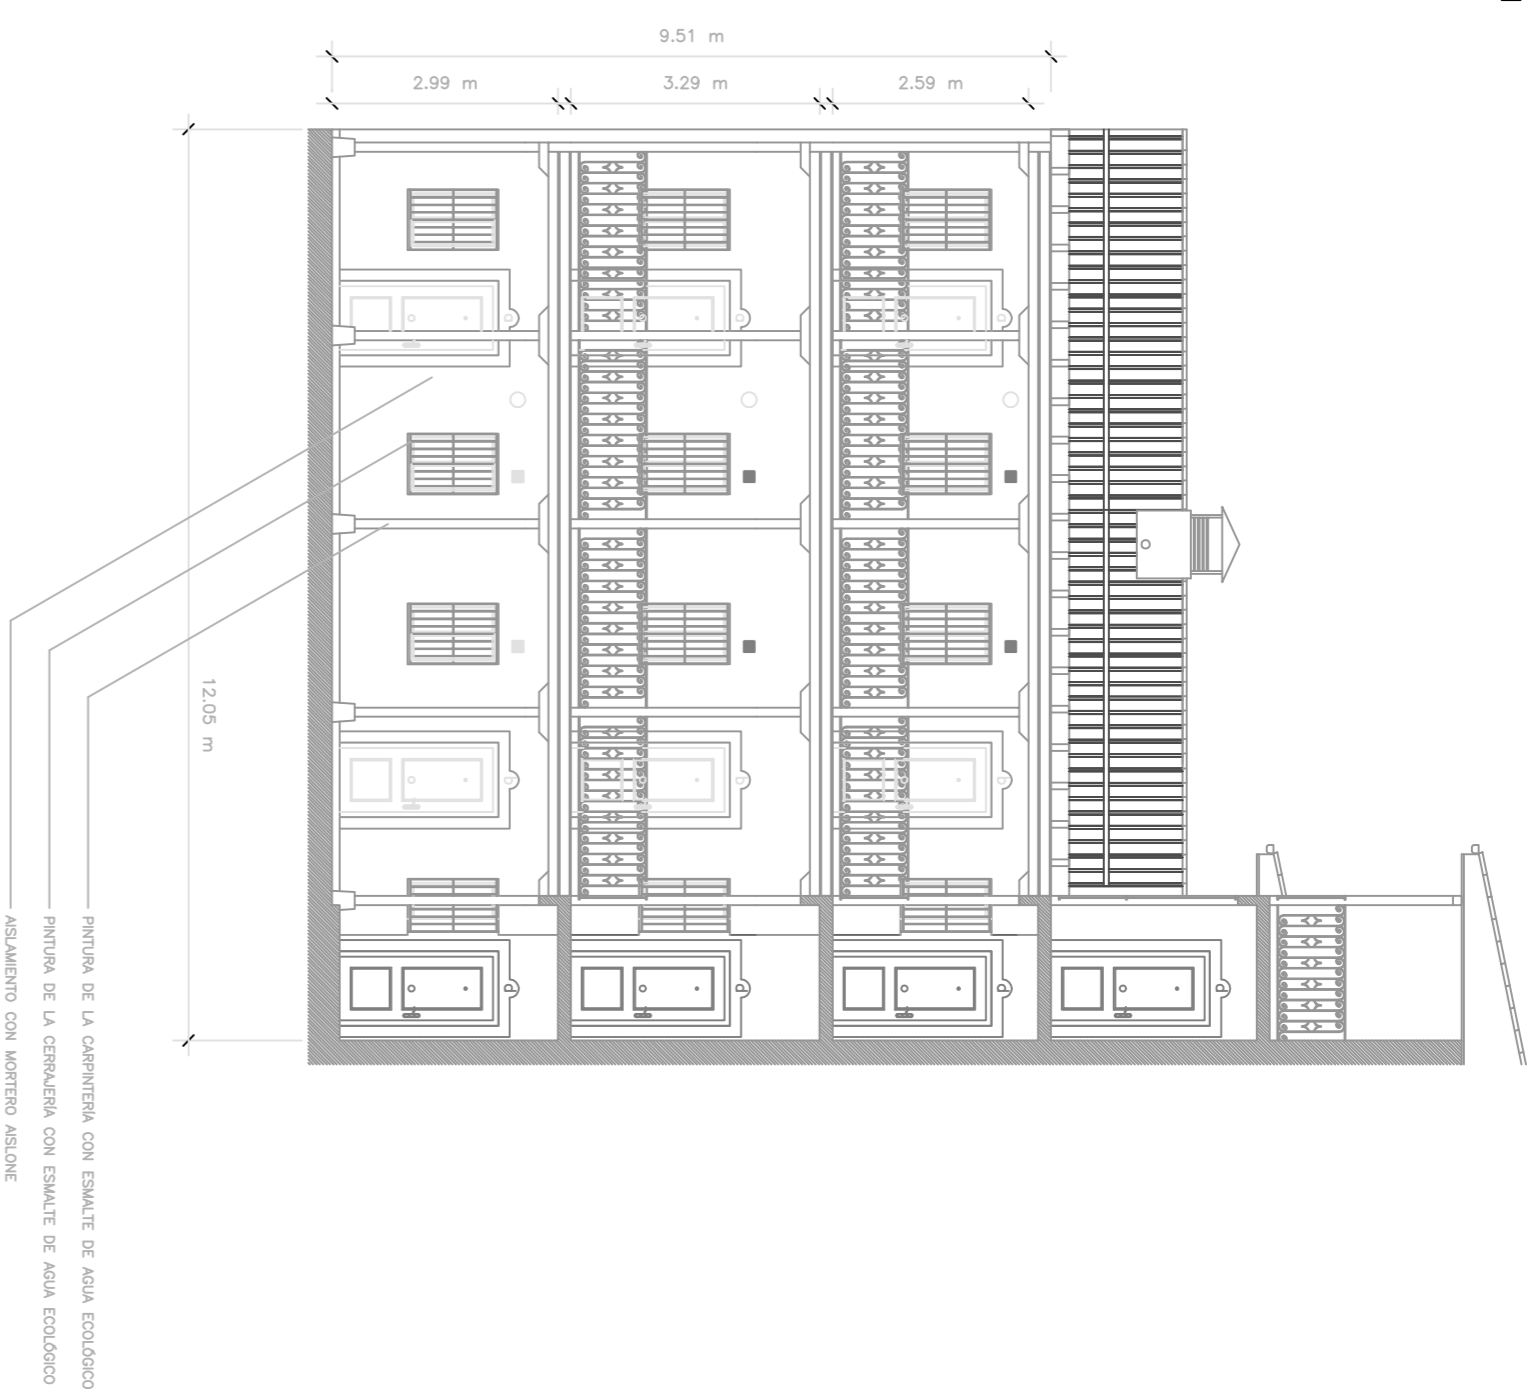 9.51 m
2.99 m
3.29 m
2.59 m
12.05 m
PINTURA DE LA CARPINTERÍA CON ESMALTE DE AGUA ECOLÓGICO
PINTURA DE LA CERRAJERÍA CON ESMALTE DE AGUA ECOLÓGICO
AISLAMIENTO CON MORTERO AISLONE